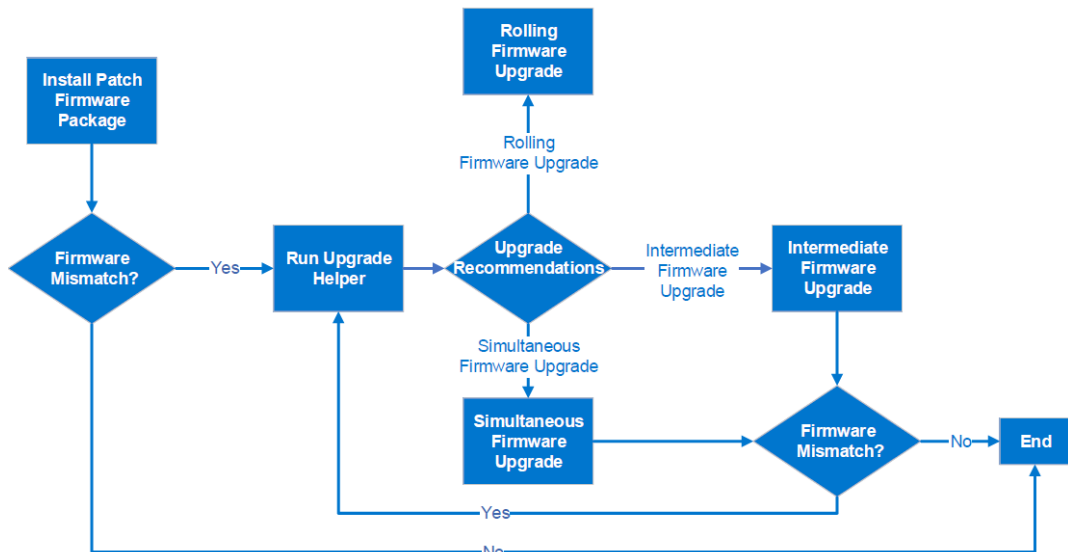 Rolling
Firmware
Upgrade
Install Patch
Firmware
Package
Rolling
Firmware Upgrade
Firmware
Mismatch?
Yes
Run Upgrade
Helper
Upgrade
Recommendations
Intermediate
Firmware
Upgrade
Intermediate
Firmware
Upgrade
Simultaneous
Firmware Upgrade
Simultaneous
Firmware
Upgrade
Firmware
Mismatch?
No
End
Yes
No